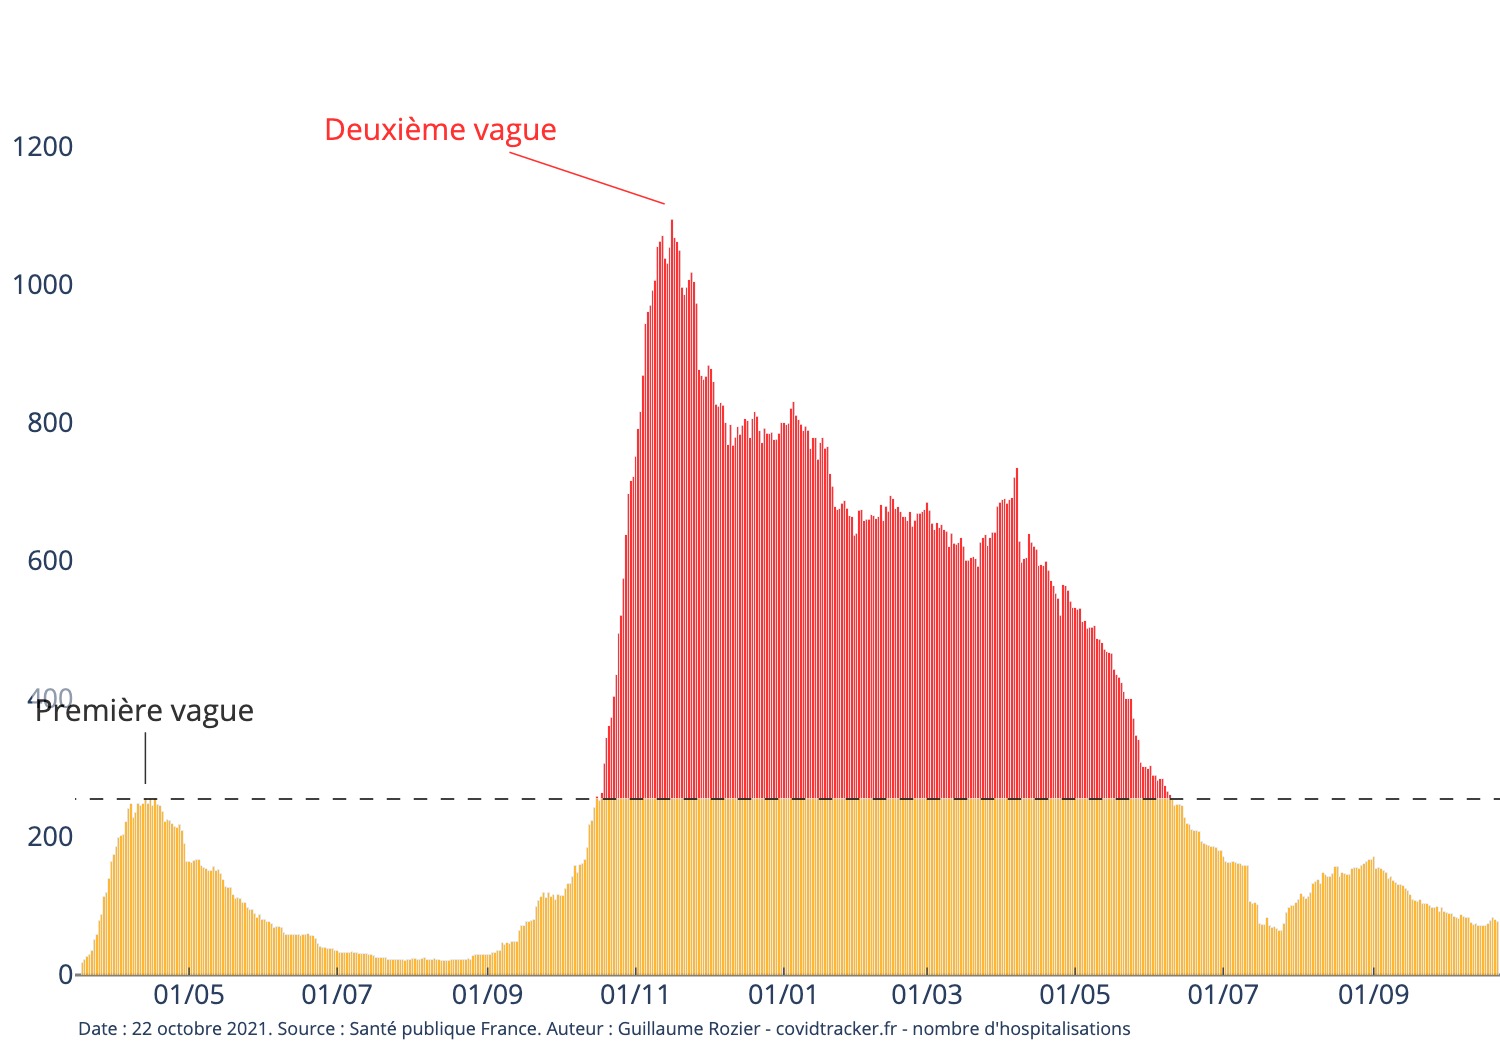 1200
Deuxième vague
1000
800
600
400
Première vague
200
0
01/05 01/07 01/09 01/11 01/01 01/03 01/05 01/07 01/09
Date : 22 octobre 2021. Source : Santé publique France. Auteur : Guillaume Rozier - covidtracker.fr - nombre d'hospitalisations